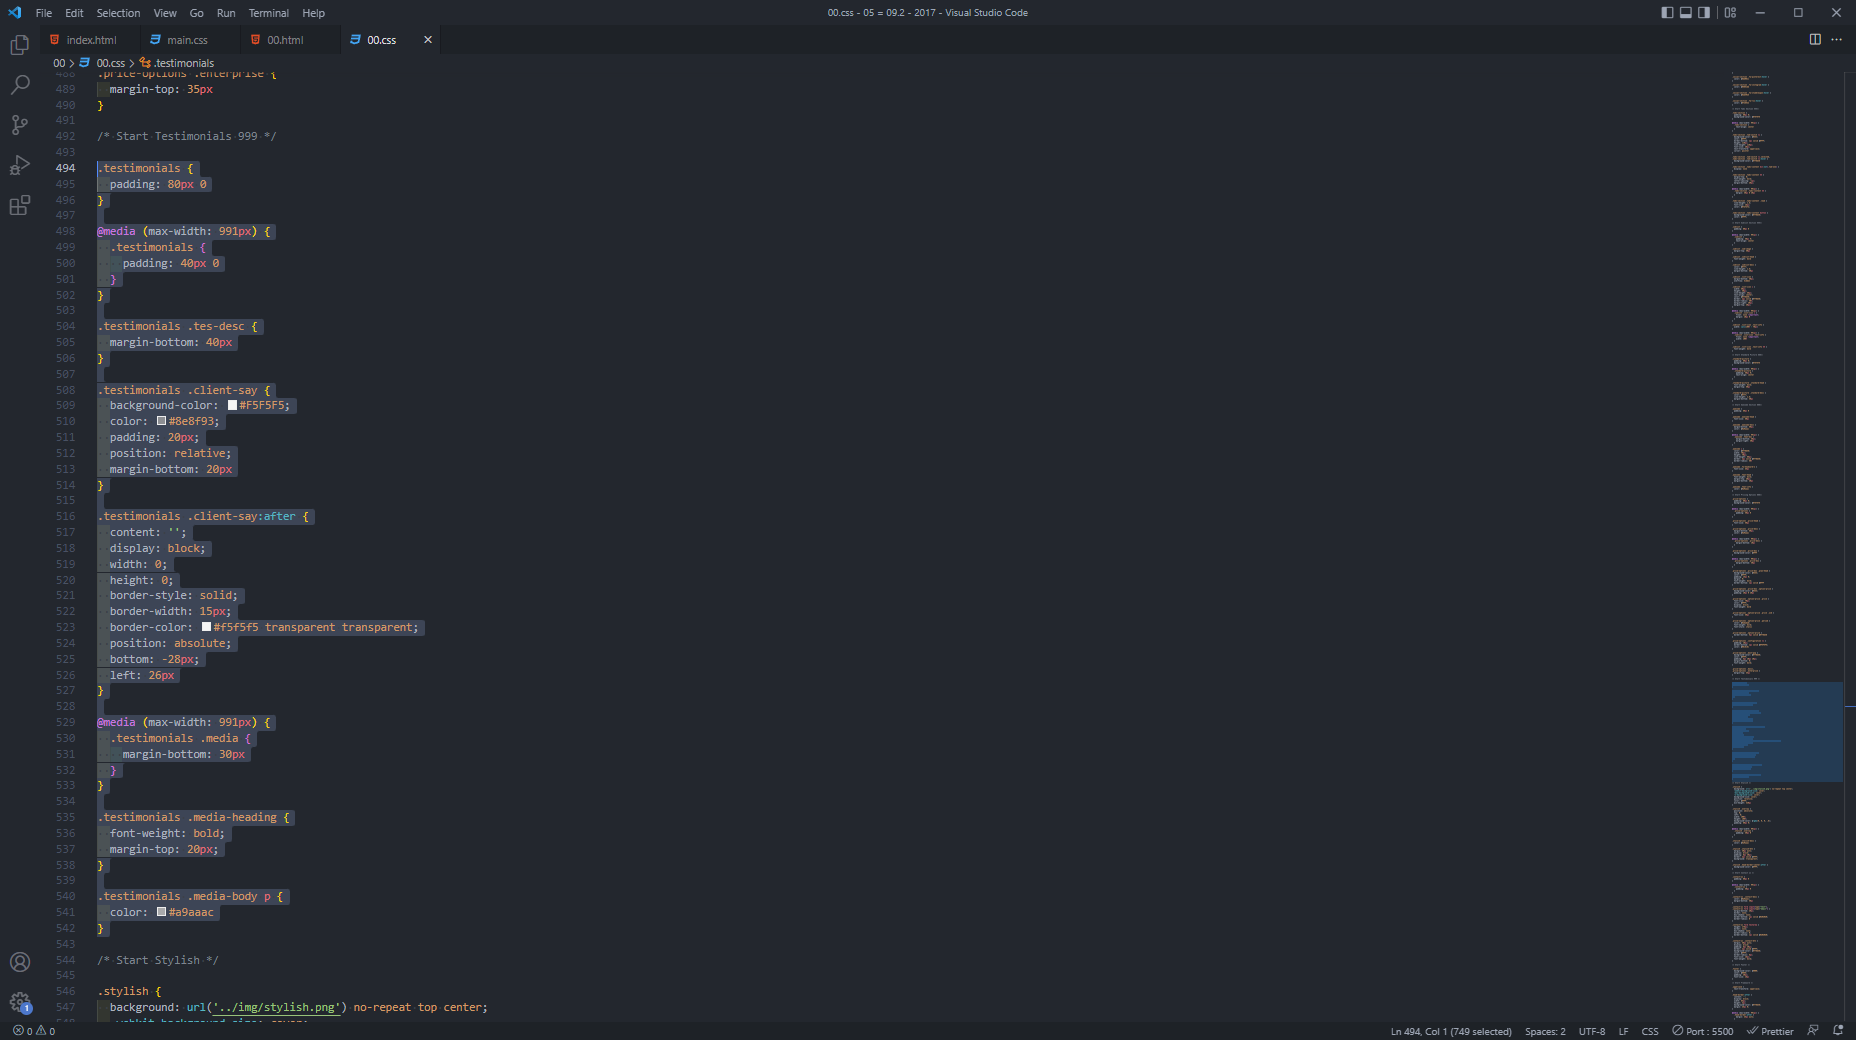 File Edit Selection View Go Run Terminal Help
00.css - 05 = 09.2 - 2017 - Visual Studio Code
index.html main.css 00.html 00.css
00 > 00.css > .testimonials
488 .price-options .enterprise {
489 margin-top: 35px
490 }
491
492 /* Start Testimonials 999 */
493
494 .testimonials {
495 padding: 80px 0
496 }
497
498 @media (max-width: 991px) {
499 .testimonials {
500 padding: 40px 0
501 }
502 }
503
504 .testimonials .tes-desc {
505 margin-bottom: 40px
506 }
507
508 .testimonials .client-say {
509 background-color: #F5F5F5;
510 color: #8e8f93;
511 padding: 20px;
512 position: relative;
513 margin-bottom: 20px
514 }
515
516 .testimonials .client-say:after {
517 content: '';
518 display: block;
519 width: 0;
520 height: 0;
521 border-style: solid;
522 border-width: 15px;
523 border-color: #f5f5f5 transparent transparent;
524 position: absolute;
525 bottom: -28px;
526 left: 26px
527 }
528
529 @media (max-width: 991px) {
530 .testimonials .media {
531 margin-bottom: 30px
532 }
533 }
534
535 .testimonials .media-heading {
536 font-weight: bold;
537 margin-top: 20px;
538 }
539
540 .testimonials .media-body p {
541 color: #a9aaac
542 }
543
544 /* Start Stylish */
545
546 .stylish {
547 background: url('../img/stylish.png') no-repeat top center;
1
0 0 Ln 494, Col 1 (749 selected) Spaces: 2 UTF-8 LF CSS Port : 5500 Prettier